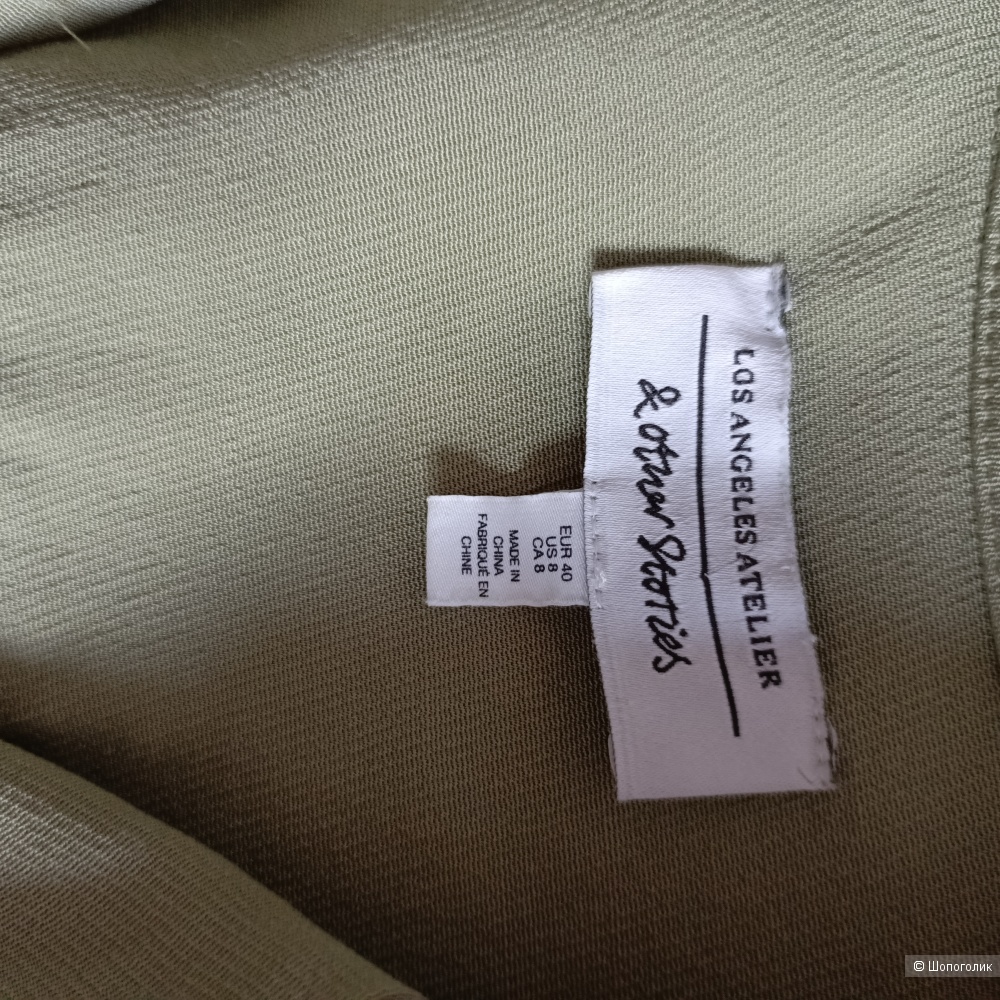 LOS ANGELES ATELIER
& other Stories
EUR 40
US 8
CA 8
MADE IN
CHINA
FABRIQUÉ EN
CHINE
© Шопоголик